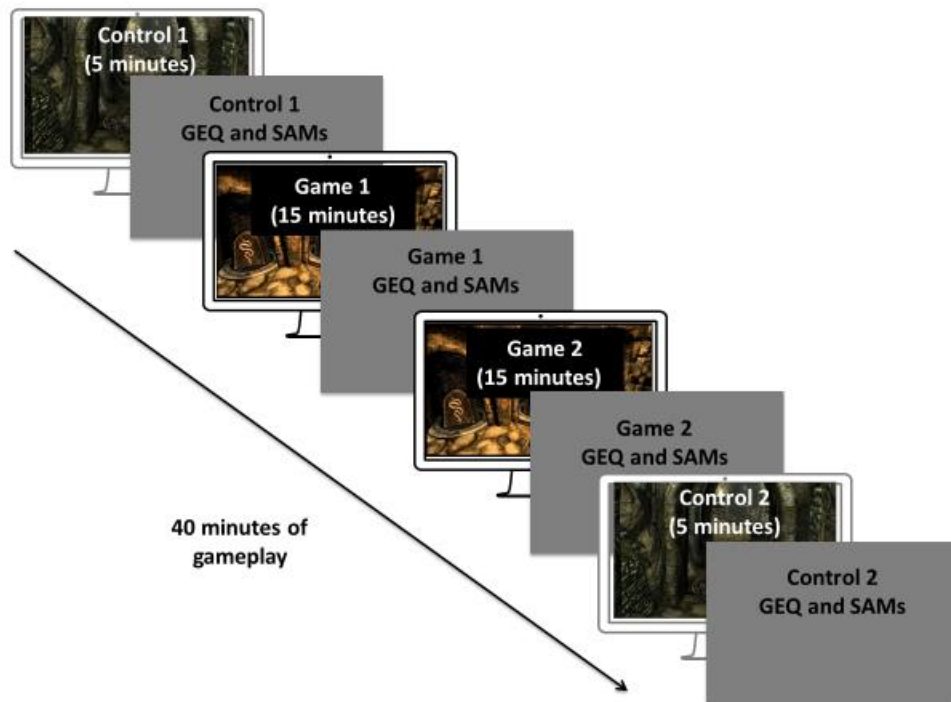 Control 1
(5 minutes)
Control 1
GEQ and SAMs
Game 1
(15 minutes)
Game 1
GEQ and SAMs
Game 2
(15 minutes)
Game 2
GEQ and SAMs
Control 2
(5 minutes)
40 minutes of
gameplay
Control 2
GEQ and SAMs